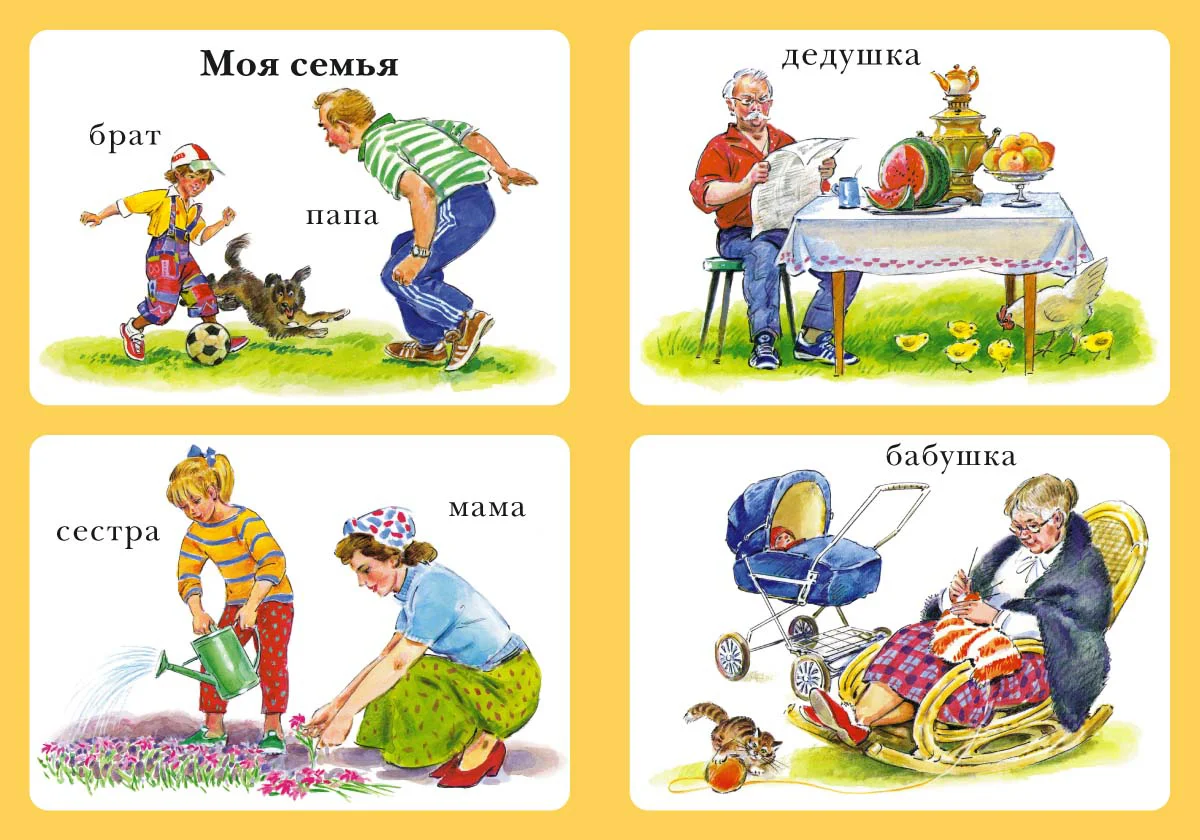 Моя семья
брат
папа
дедушка
сестра
мама
бабушка